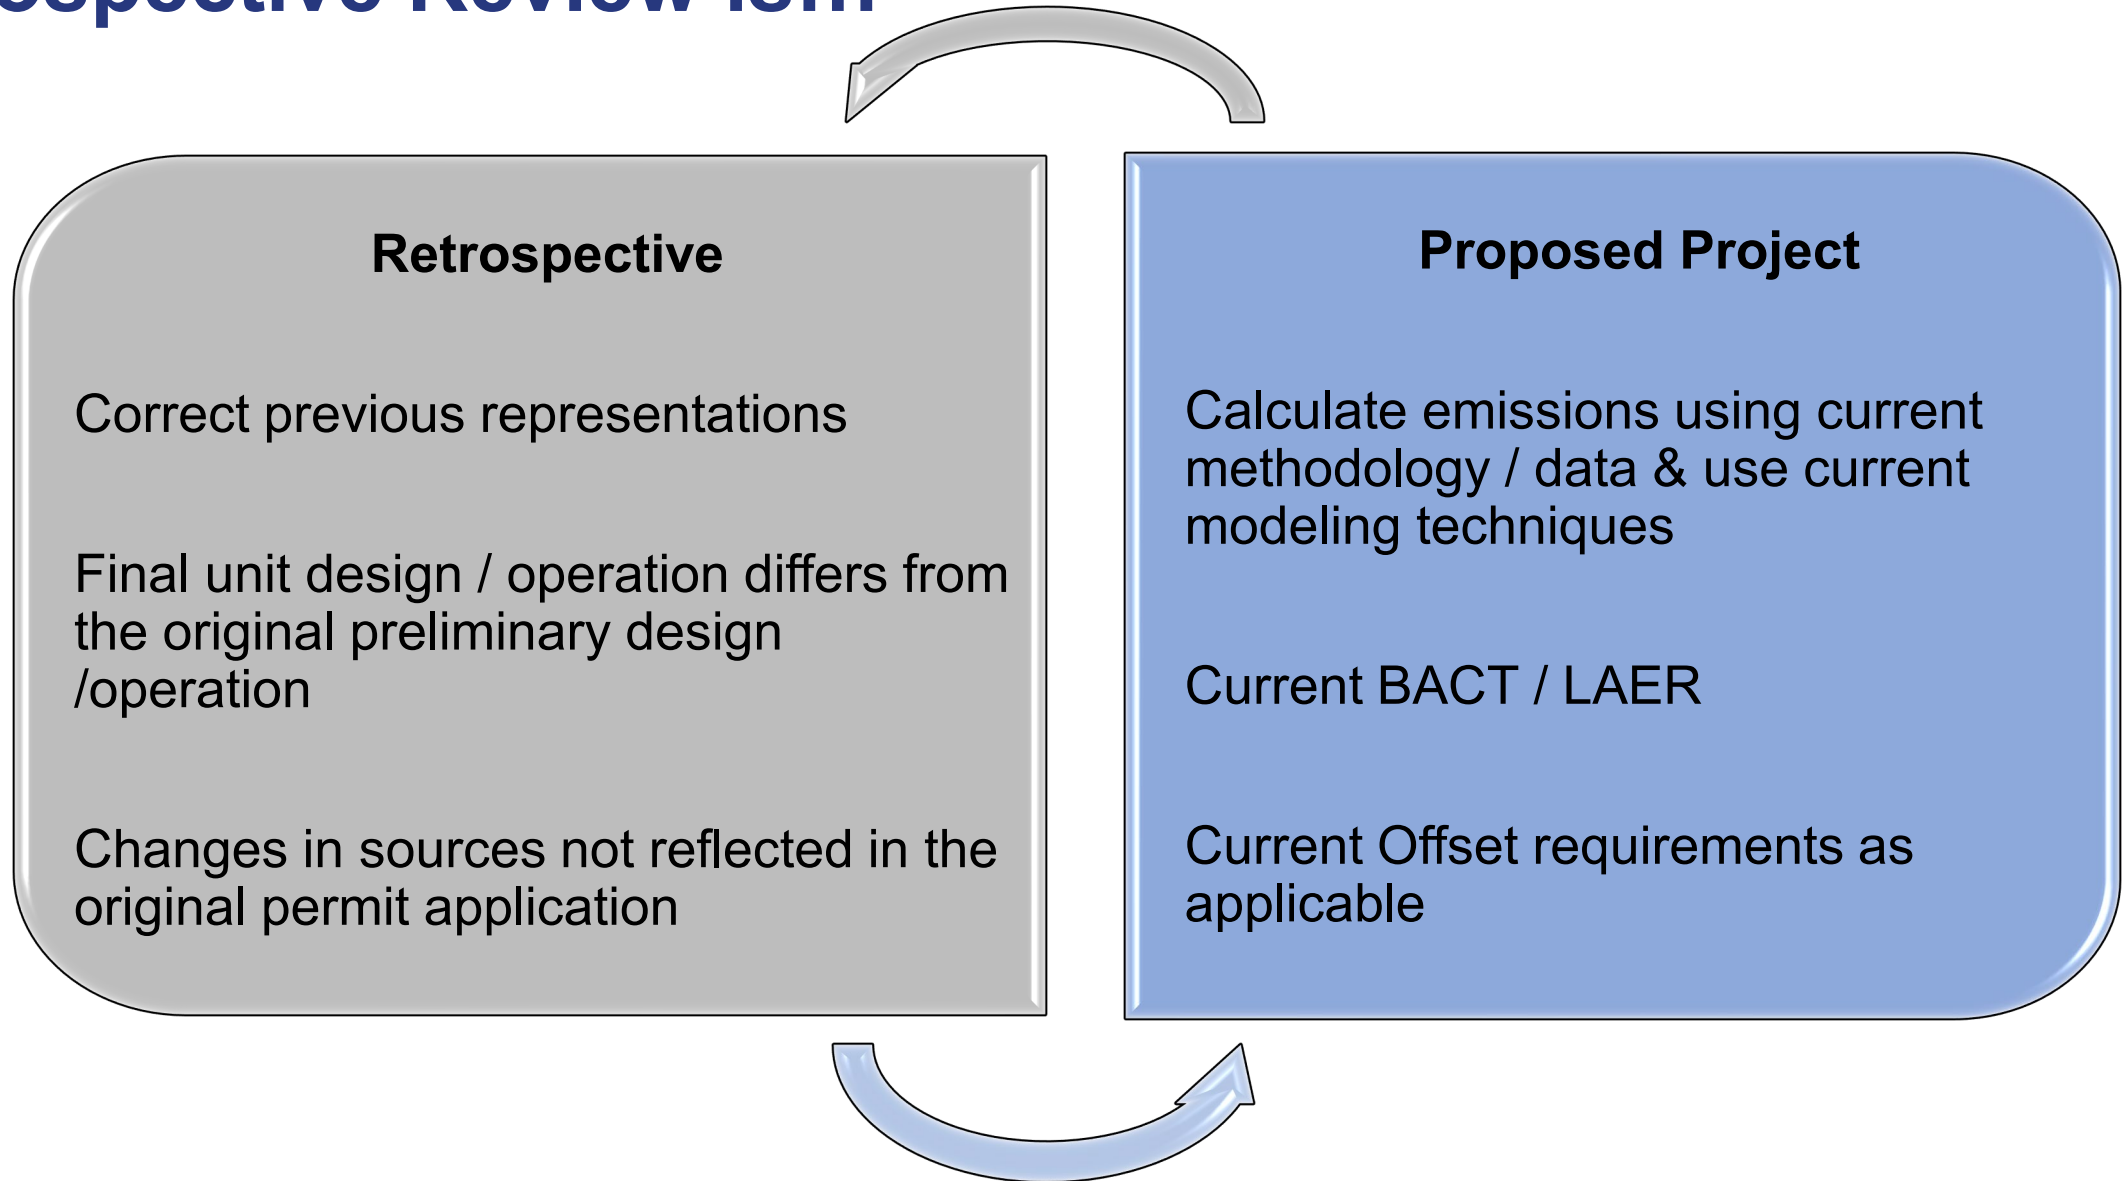 Review
Retrospective
Correct previous representations
Final unit design / operation differs from
the original preliminary design
/operation
Changes in sources not reflected in the
original permit application
Proposed Project
Calculate emissions using current
methodology / data & use current
modeling techniques
Current BACT / LAER
Current Offset requirements as
applicable